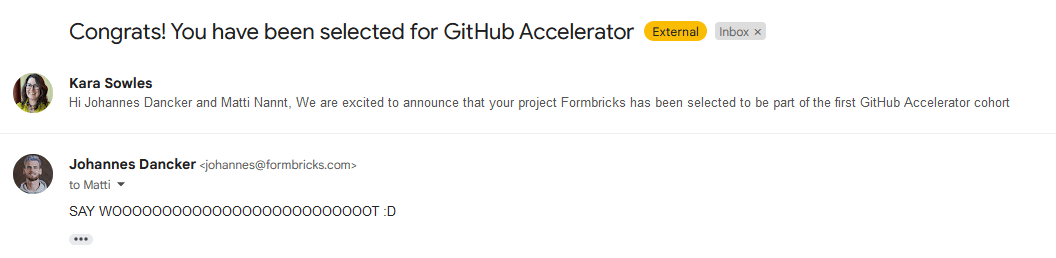 Congrats! You have been selected for GitHub Accelerator External Inbox ×
Kara Sowles
Hi Johannes Dancker and Matti Nannt, We are excited to announce that your project Formbricks has been selected to be part of the first GitHub Accelerator cohort
Johannes Dancker <johannes@formbricks.com>
to Matti
SAY WOOOOOOOOOOOOOOOOOOOOOOOOOOT :D
•••